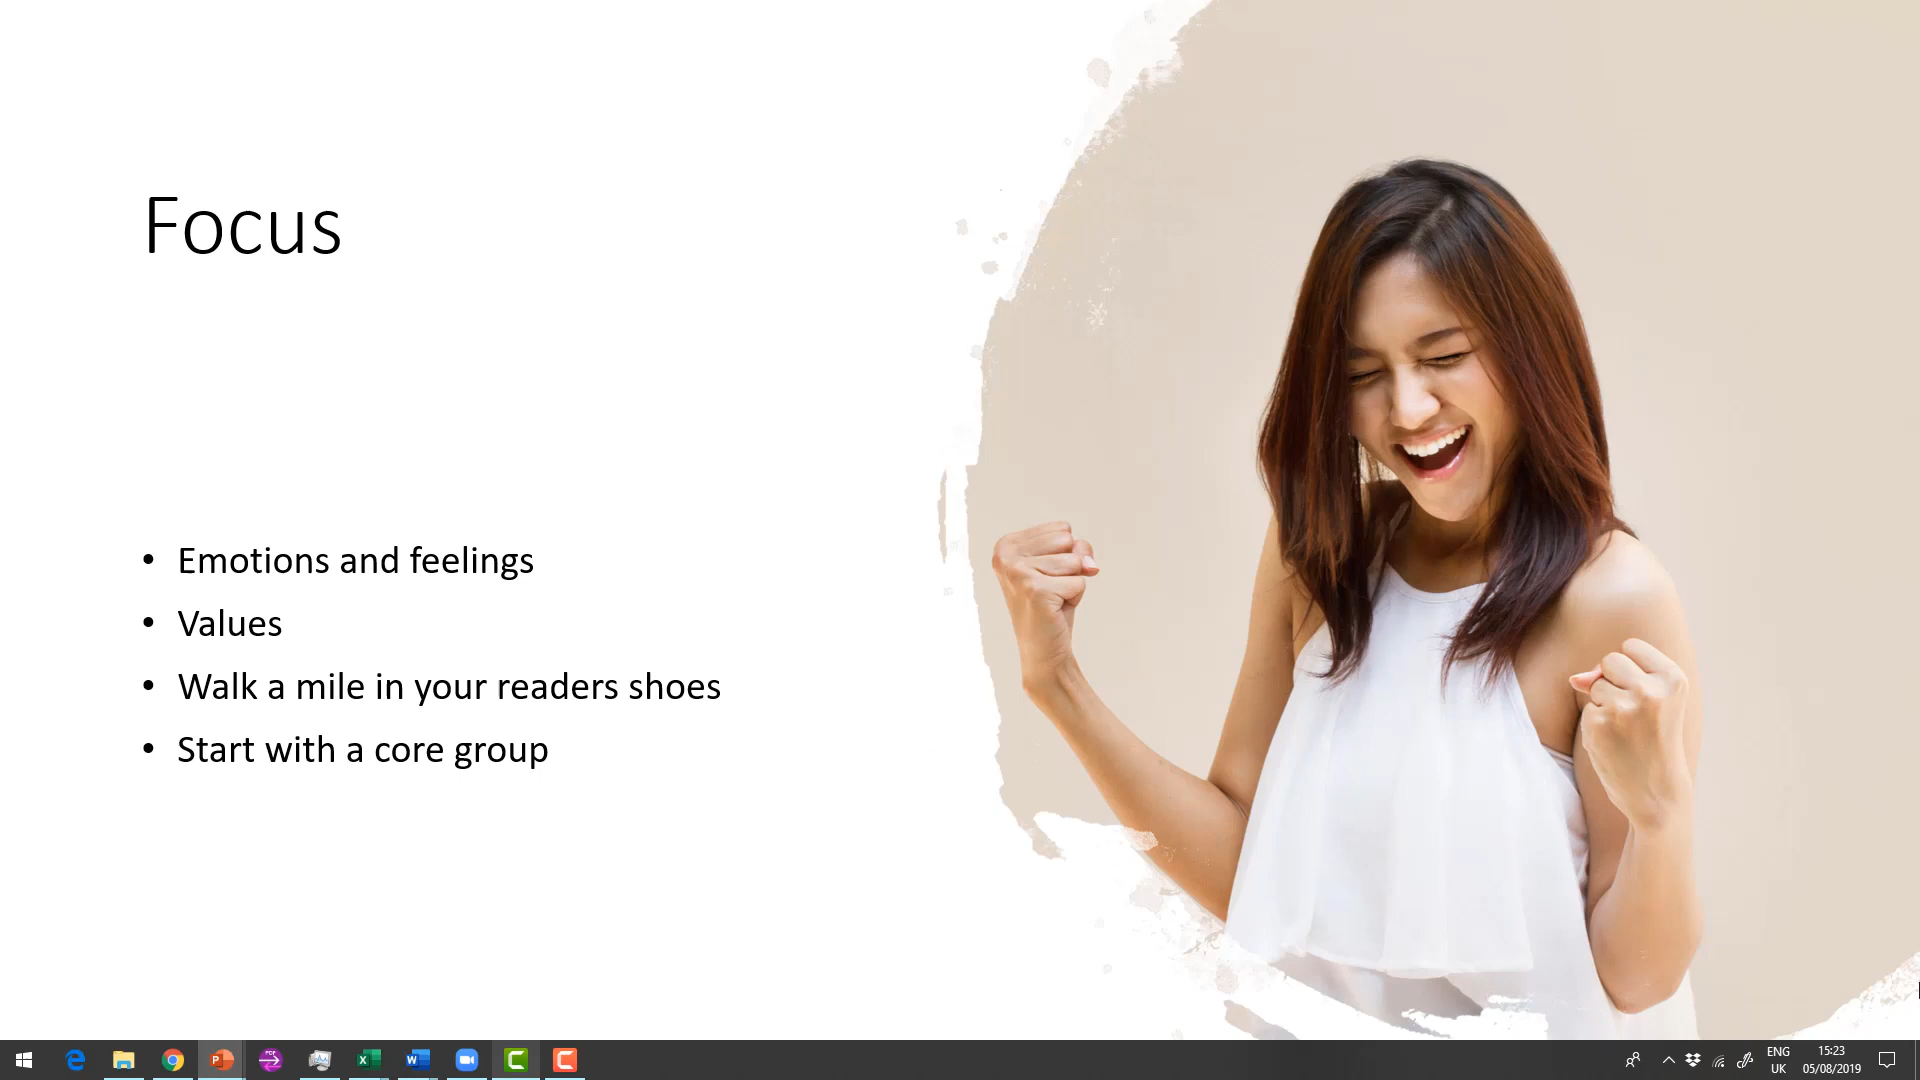 Focus
• Emotions and feelings
• Values
• Walk a mile in your readers shoes
• Start with a core group
ENG
UK
15:23
05/08/2019